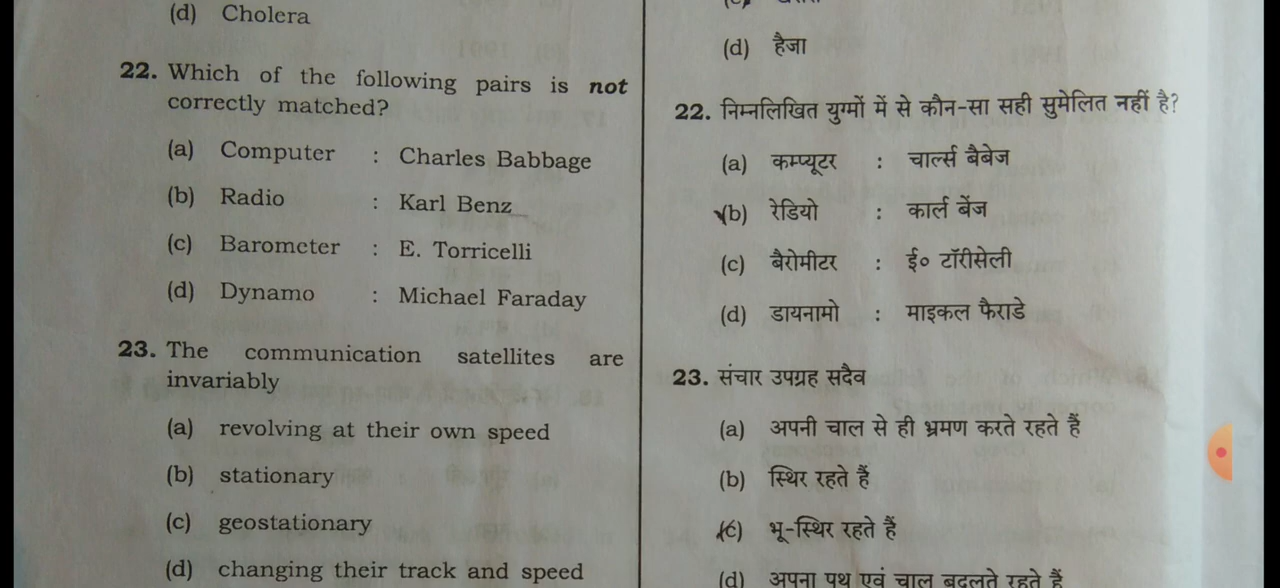 (d) Cholera
22. Which of the following pairs is not
correctly matched?
(a) Computer : Charles Babbage
(b) Radio : Karl Benz
(c) Barometer : E. Torricelli
(d) Dynamo : Michael Faraday
23. The communication satellites are
invariably
(a) revolving at their own speed
(b) stationary
(c) geostationary
(d) changing their track and speed
(d) हैजा
22. निम्नलिखित युग्मों में से कौन-सा सही सुमेलित नहीं है?
(a) कम्प्यूटर : चार्ल्स बैबेज
(b) रेडियो : कार्ल बेंज
(c) बैरोमीटर : ई० टॉरीसेली
(d) डायनामो : माइकल फैराडे
23. संचार उपग्रह सदैव
(a) अपनी चाल से ही भ्रमण करते रहते हैं
(b) स्थिर रहते हैं
(c) भू-स्थिर रहते हैं
(d) अपना पथ एवं चाल बदलते रहते हैं